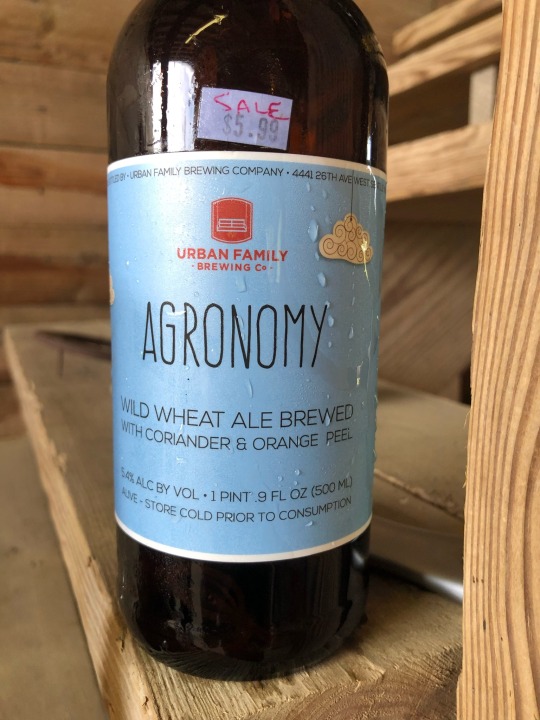 SALE
$5.99
BY • URBAN FAMILY BREWING COMPANY • 4441 26TH AVE WEST
URBAN FAMILY
• BREWING Co •
AGRONOMY
WILD WHEAT ALE BREWED
WITH CORIANDER & ORANGE PEEL
5.4% ALC BY VOL • 1 PINT .9 FL OZ (500 ML)
ALIVE - STORE COLD PRIOR TO CONSUMPTION